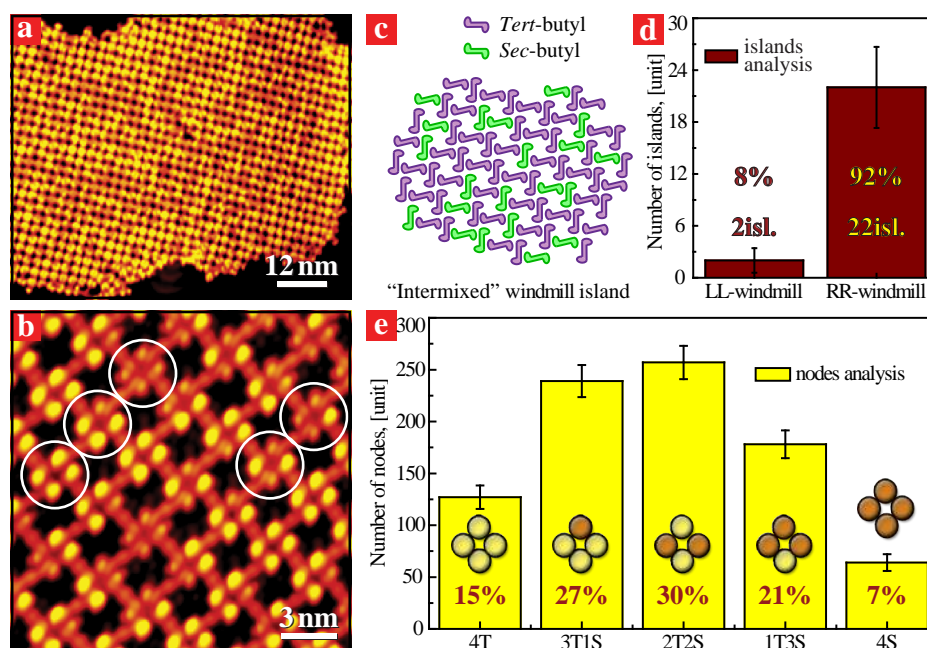 a
12 nm
b
3 nm
c
Tert-butyl
Sec-butyl
“Intermixed” windmill island
d
Number of islands, [unit]
30
24
18
12
6
0
islands
analysis
8%
2isl.
92%
22isl.
LL-windmill
RR-windmill
e
Number of nodes, [unit]
300
250
200
150
100
50
0
nodes analysis
15%
27%
30%
21%
7%
4T
3T1S
2T2S
1T3S
4S